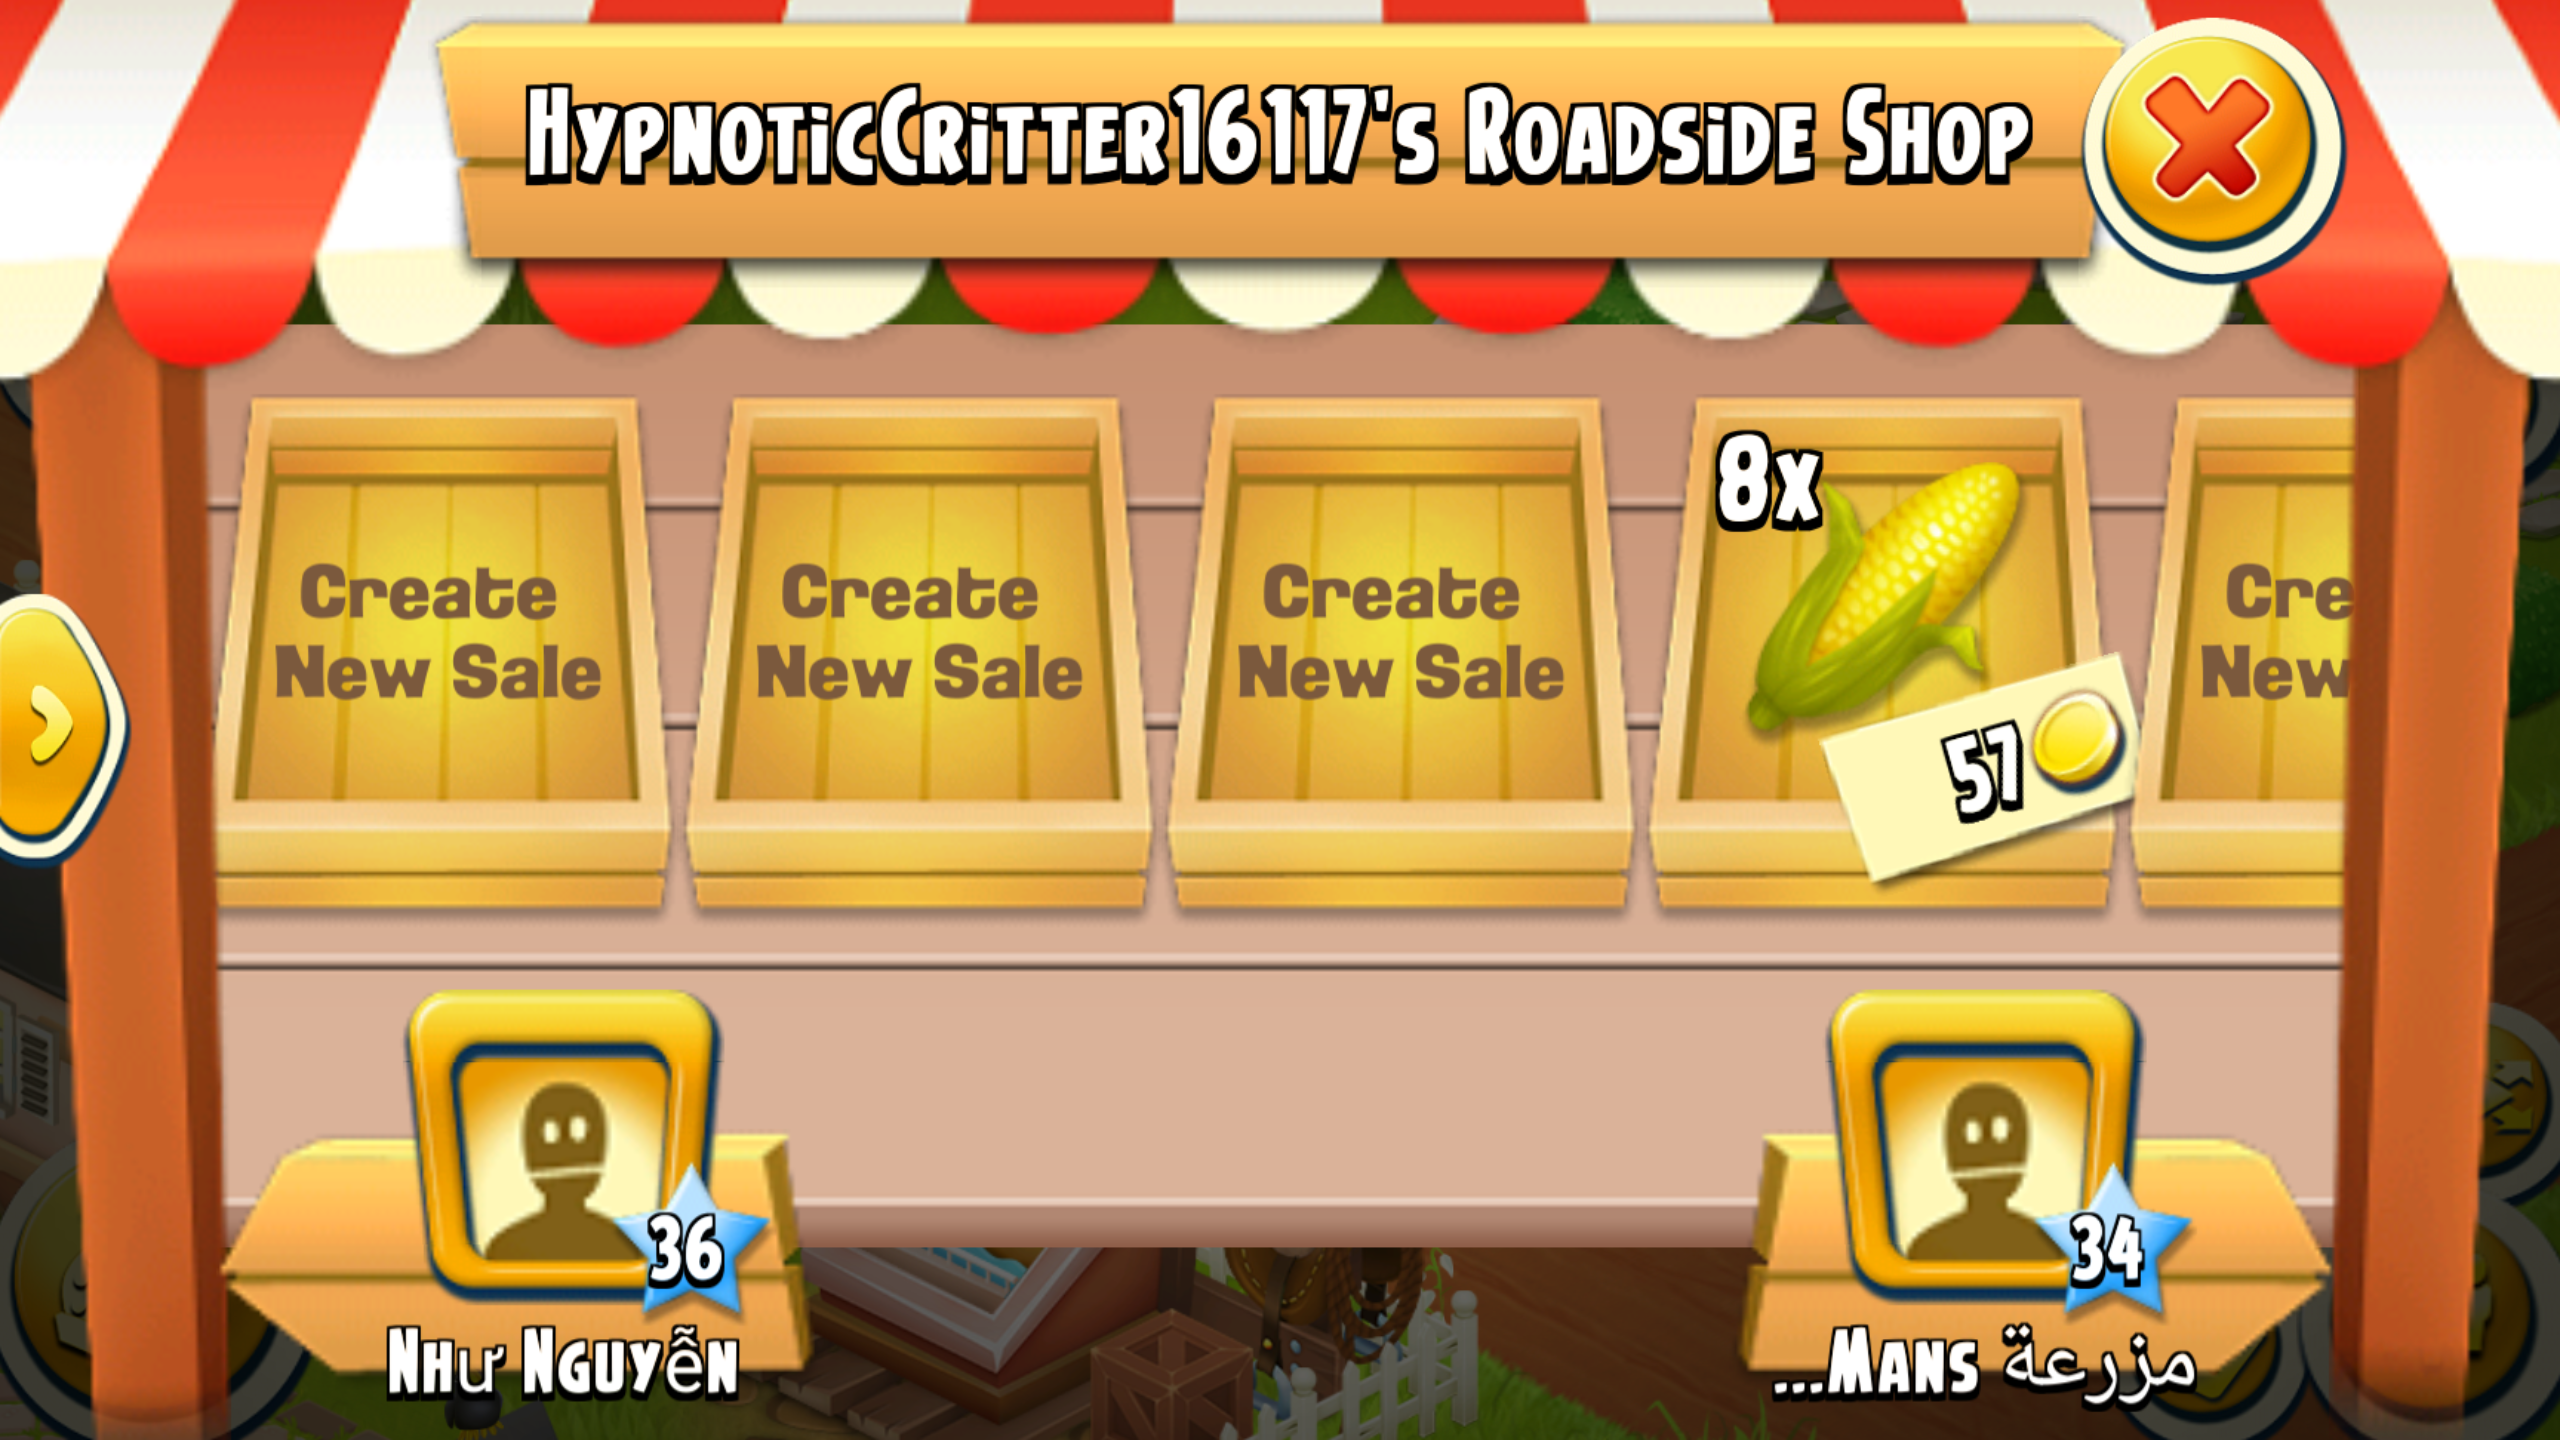 HypnoticCritter16117's Roadside Shop
Create
New Sale
Create
New Sale
Create
New Sale
8x
57
Cre
New
36
Như Nguyễn
34
...Mans مزرعة